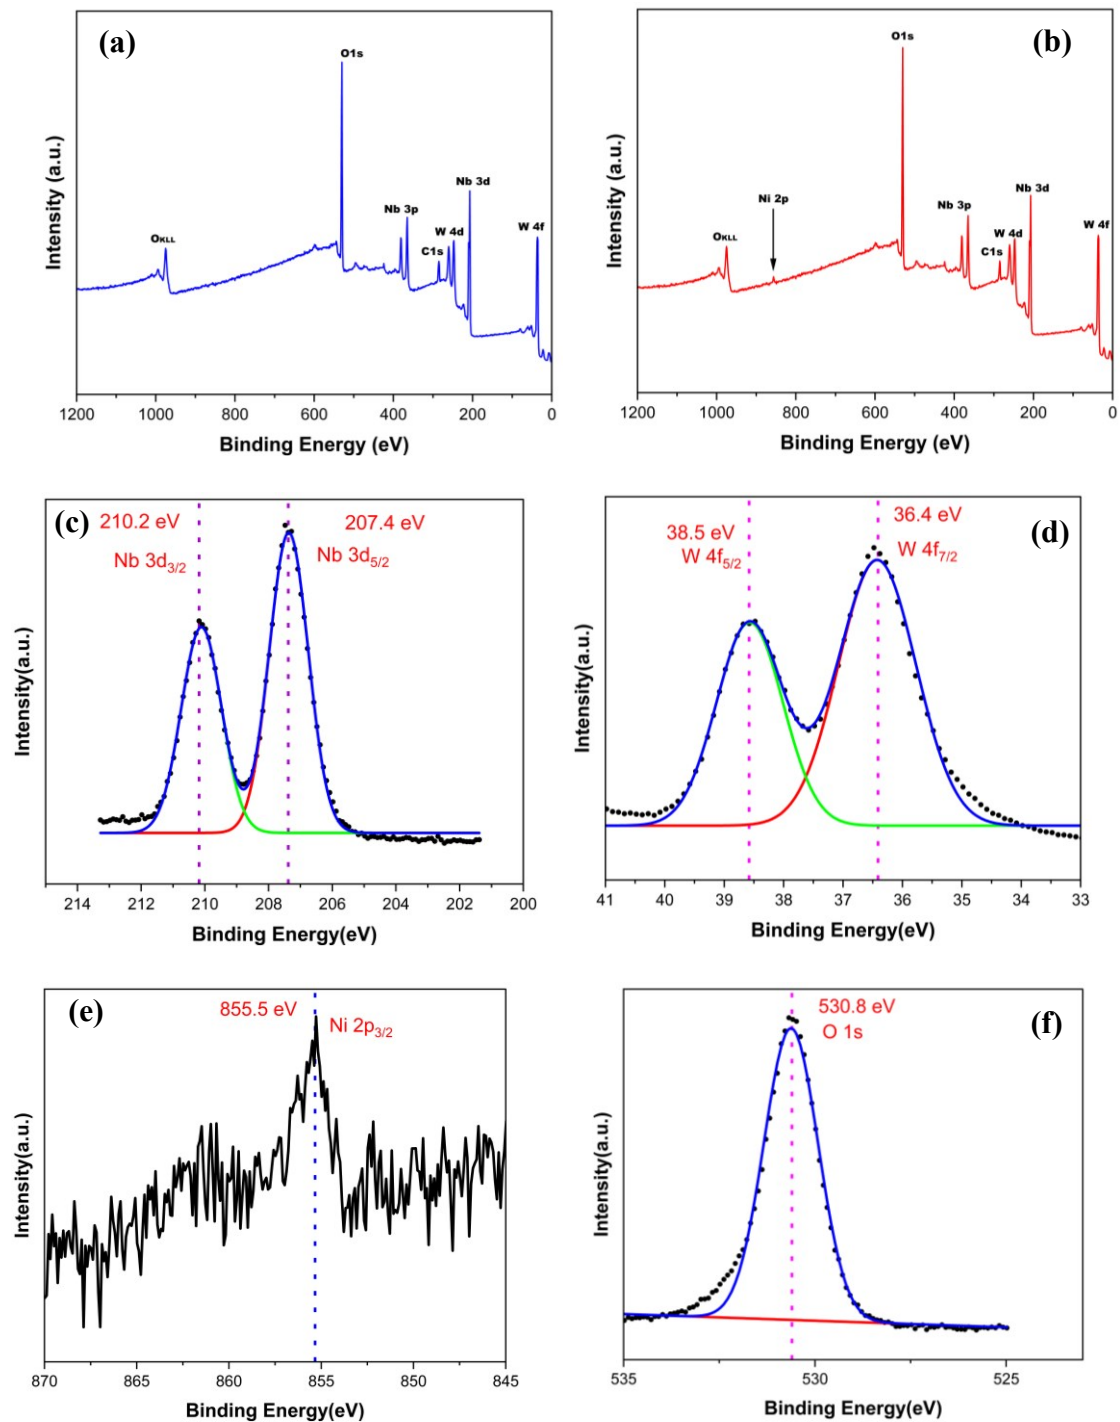 (a)
O1s
Nb 3d
Nb 3p
W 4d
W 4f
C1s
OKLL
Intensity (a.u.)
1200 1000 800 600 400 200 0
Binding Energy (eV)
(b)
O1s
Nb 3d
Ni 2p
Nb 3p
W 4d
W 4f
C1s
OKLL
Intensity (a.u.)
1200 1000 800 600 400 200 0
Binding Energy (eV)
(c)
210.2 eV
Nb 3d3/2
207.4 eV
Nb 3d5/2
Intensity(a.u.)
214 212 210 208 206 204 202 200
Binding Energy(eV)
(d)
38.5 eV
W 4f5/2
36.4 eV
W 4f7/2
Intensity(a.u.)
41 40 39 38 37 36 35 34 33
Binding Energy(eV)
(e)
855.5 eV
Ni 2p3/2
Intensity(a.u.)
870 865 860 855 850 845
Binding Energy(eV)
(f)
530.8 eV
O 1s
Intensity(a.u.)
535 530 525
Binding Energy(eV)